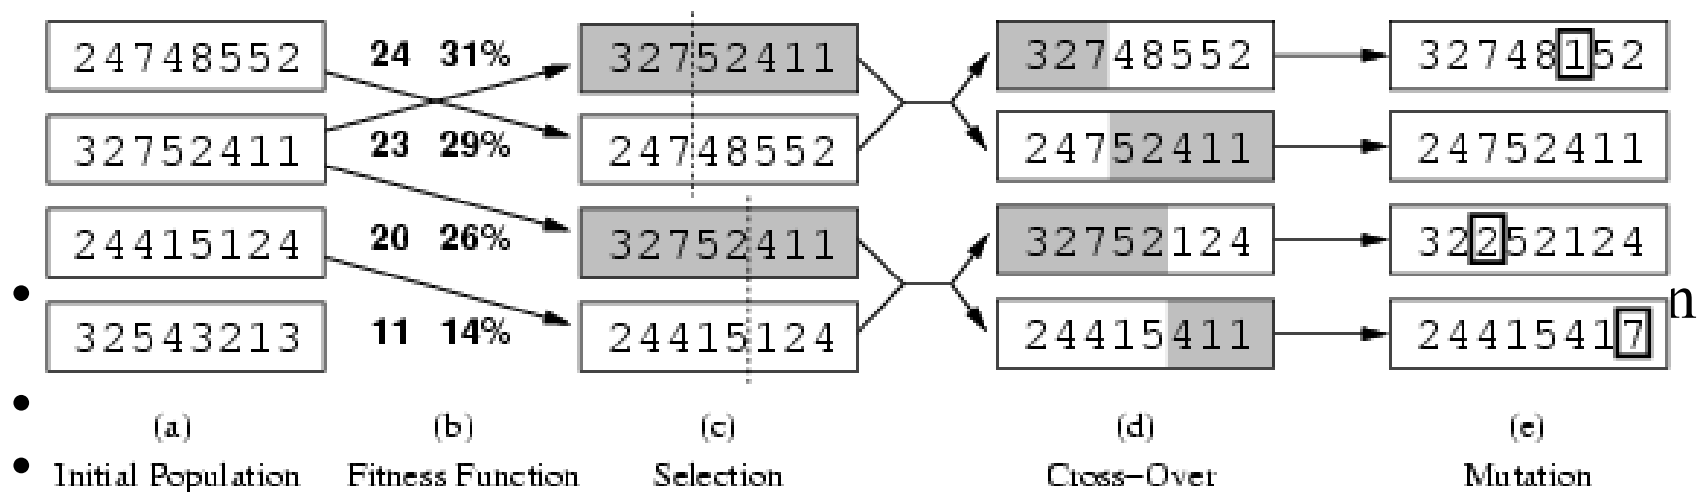 24748552 24 31% 32752411 32748552 32748152
32752411 23 29% 24748552 24752411 24752411
24415124 20 26% 32752411 32752124 32252124
• n
32543213 11 14% 24415124 24415411 24415417
•
(a) (b) (c) (d) (e)
• Initial Population Fitness Function Selection Cross-Over Mutation